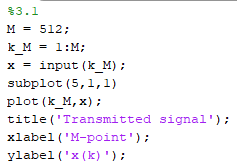 %3.1
M = 512;
k_M = 1:M;
x = input(k_M);
subplot(5,1,1)
plot(k_M,x);
title('Transmitted signal');
xlabel('M-point');
ylabel('x(k)');